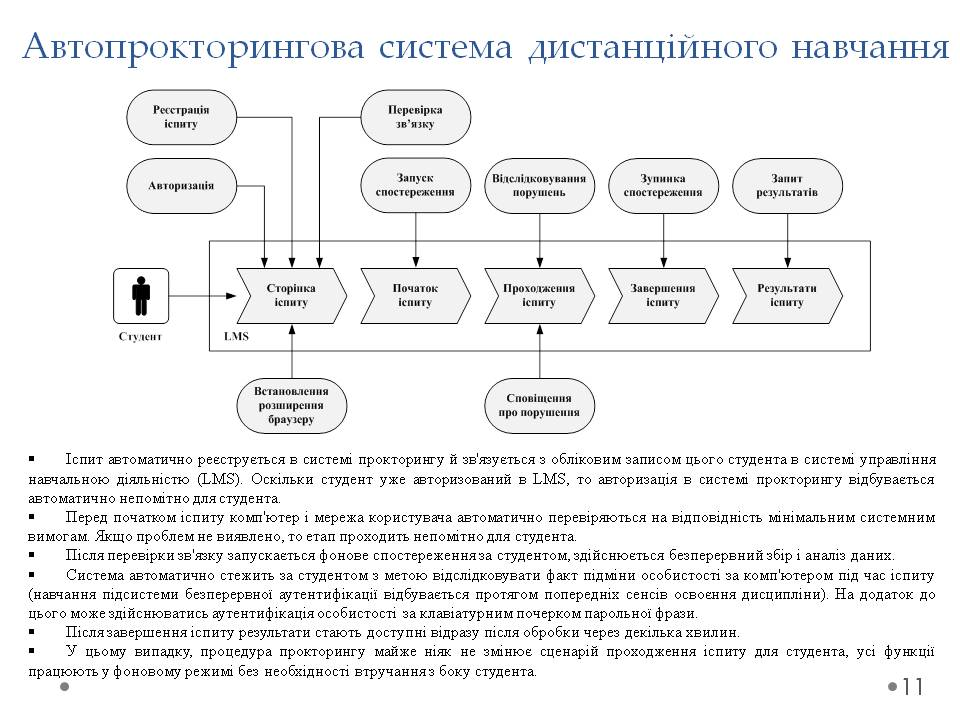 Автопрокторингова система дистанційного навчання
Реєстрація
іспиту
Перевірка
зв’язку
Авторизація
Запуск
спостереження
Відслідковування
порушень
Зупинка
спостереження
Запит
результатів
Сторінка
іспиту
Початок
іспиту
Проходження
іспиту
Завершення
іспиту
Результати
іспиту
Студент
LMS
Встановлення
розширення
браузеру
Сповіщення
про порушення
▪ Іспит автоматично реєструється в системі прокторингу й зв'язується з обліковим записом цього студента в системі управління
навчальною діяльністю (LMS). Оскільки студент уже авторизований в LMS, то авторизація в системі прокторингу відбувається
автоматично непомітно для студента.
▪ Перед початком іспиту комп'ютер і мережа користувача автоматично перевіряються на відповідність мінімальним системним
вимогам. Якщо проблем не виявлено, то етап проходить непомітно для студента.
▪ Після перевірки зв'язку запускається фонове спостереження за студентом, здійснюється безперервний збір і аналіз даних.
▪ Система автоматично стежить за студентом з метою відслідковувати факт підміни особистості за комп'ютером під час іспиту
(навчання підсистеми безперервної аутентифікації відбувається протягом попередніх сенсів освоєння дисципліни). На додаток до
цього може здійснюватись аутентифікація особистості за клавіатурним почерком парольної фрази.
▪ Після завершення іспиту результати стають доступні відразу після обробки через декілька хвилин.
▪ У цьому випадку, процедура прокторингу майже ніяк не змінює сценарій проходження іспиту для студента, усі функції
працюють у фоновому режимі без необхідності втручання з боку студента.
11